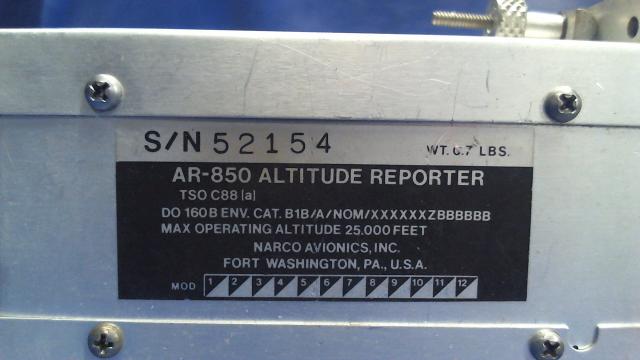 S/N 52154 WT. 0.7 LBS.
AR-850 ALTITUDE REPORTER
TSO C88 (a)
DO 160B ENV. CAT. B1B/A/NOM/XXXXXXZBBBBBB
MAX OPERATING ALTITUDE 25.000 FEET
NARCO AVIONICS, INC.
FORT WASHINGTON, PA., U.S.A.
MOD 1 2 3 4 5 6 7 8 9 10 11 12